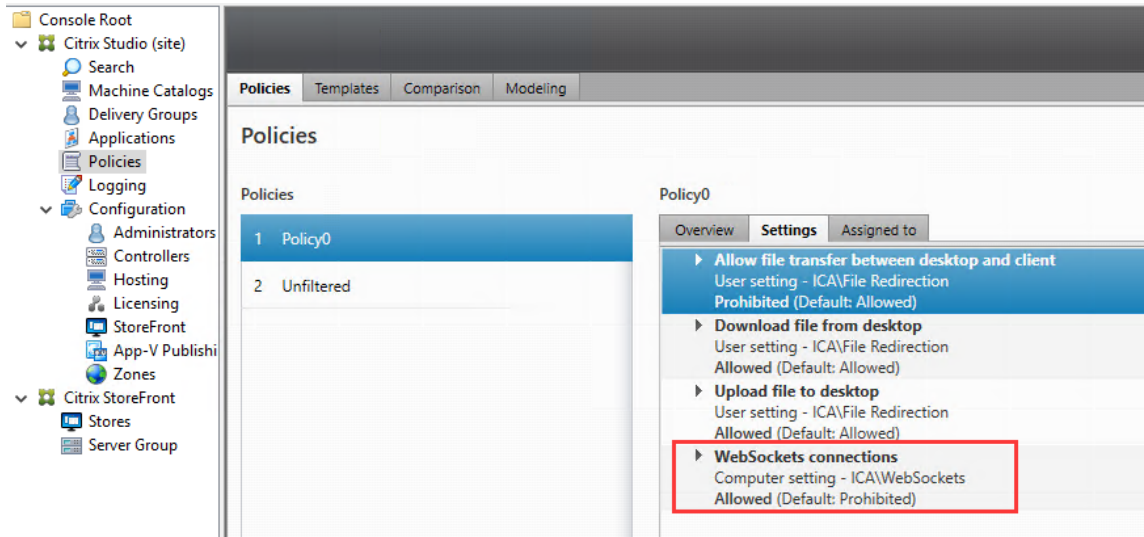 Console Root
Citrix Studio (site)
Search
Machine Catalogs
Delivery Groups
Applications
Policies
Logging
Configuration
Administrators
Controllers
Hosting
Licensing
StoreFront
App-V Publishi
Zones
Citrix StoreFront
Stores
Server Group
Policies Templates Comparison Modeling
Policies
Policies
1 Policy0
2 Unfiltered
Policy0
Overview Settings Assigned to
Allow file transfer between desktop and client
User setting - ICA\File Redirection
Prohibited (Default: Allowed)
Download file from desktop
User setting - ICA\File Redirection
Allowed (Default: Allowed)
Upload file to desktop
User setting - ICA\File Redirection
Allowed (Default: Allowed)
WebSockets connections
Computer setting - ICA\WebSockets
Allowed (Default: Prohibited)